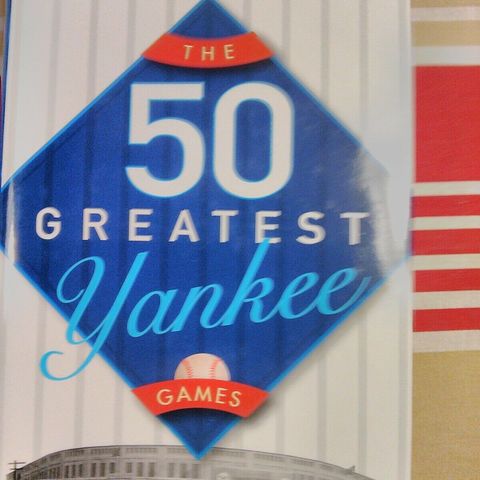 THE
50
GREATEST
Yankee
GAMES